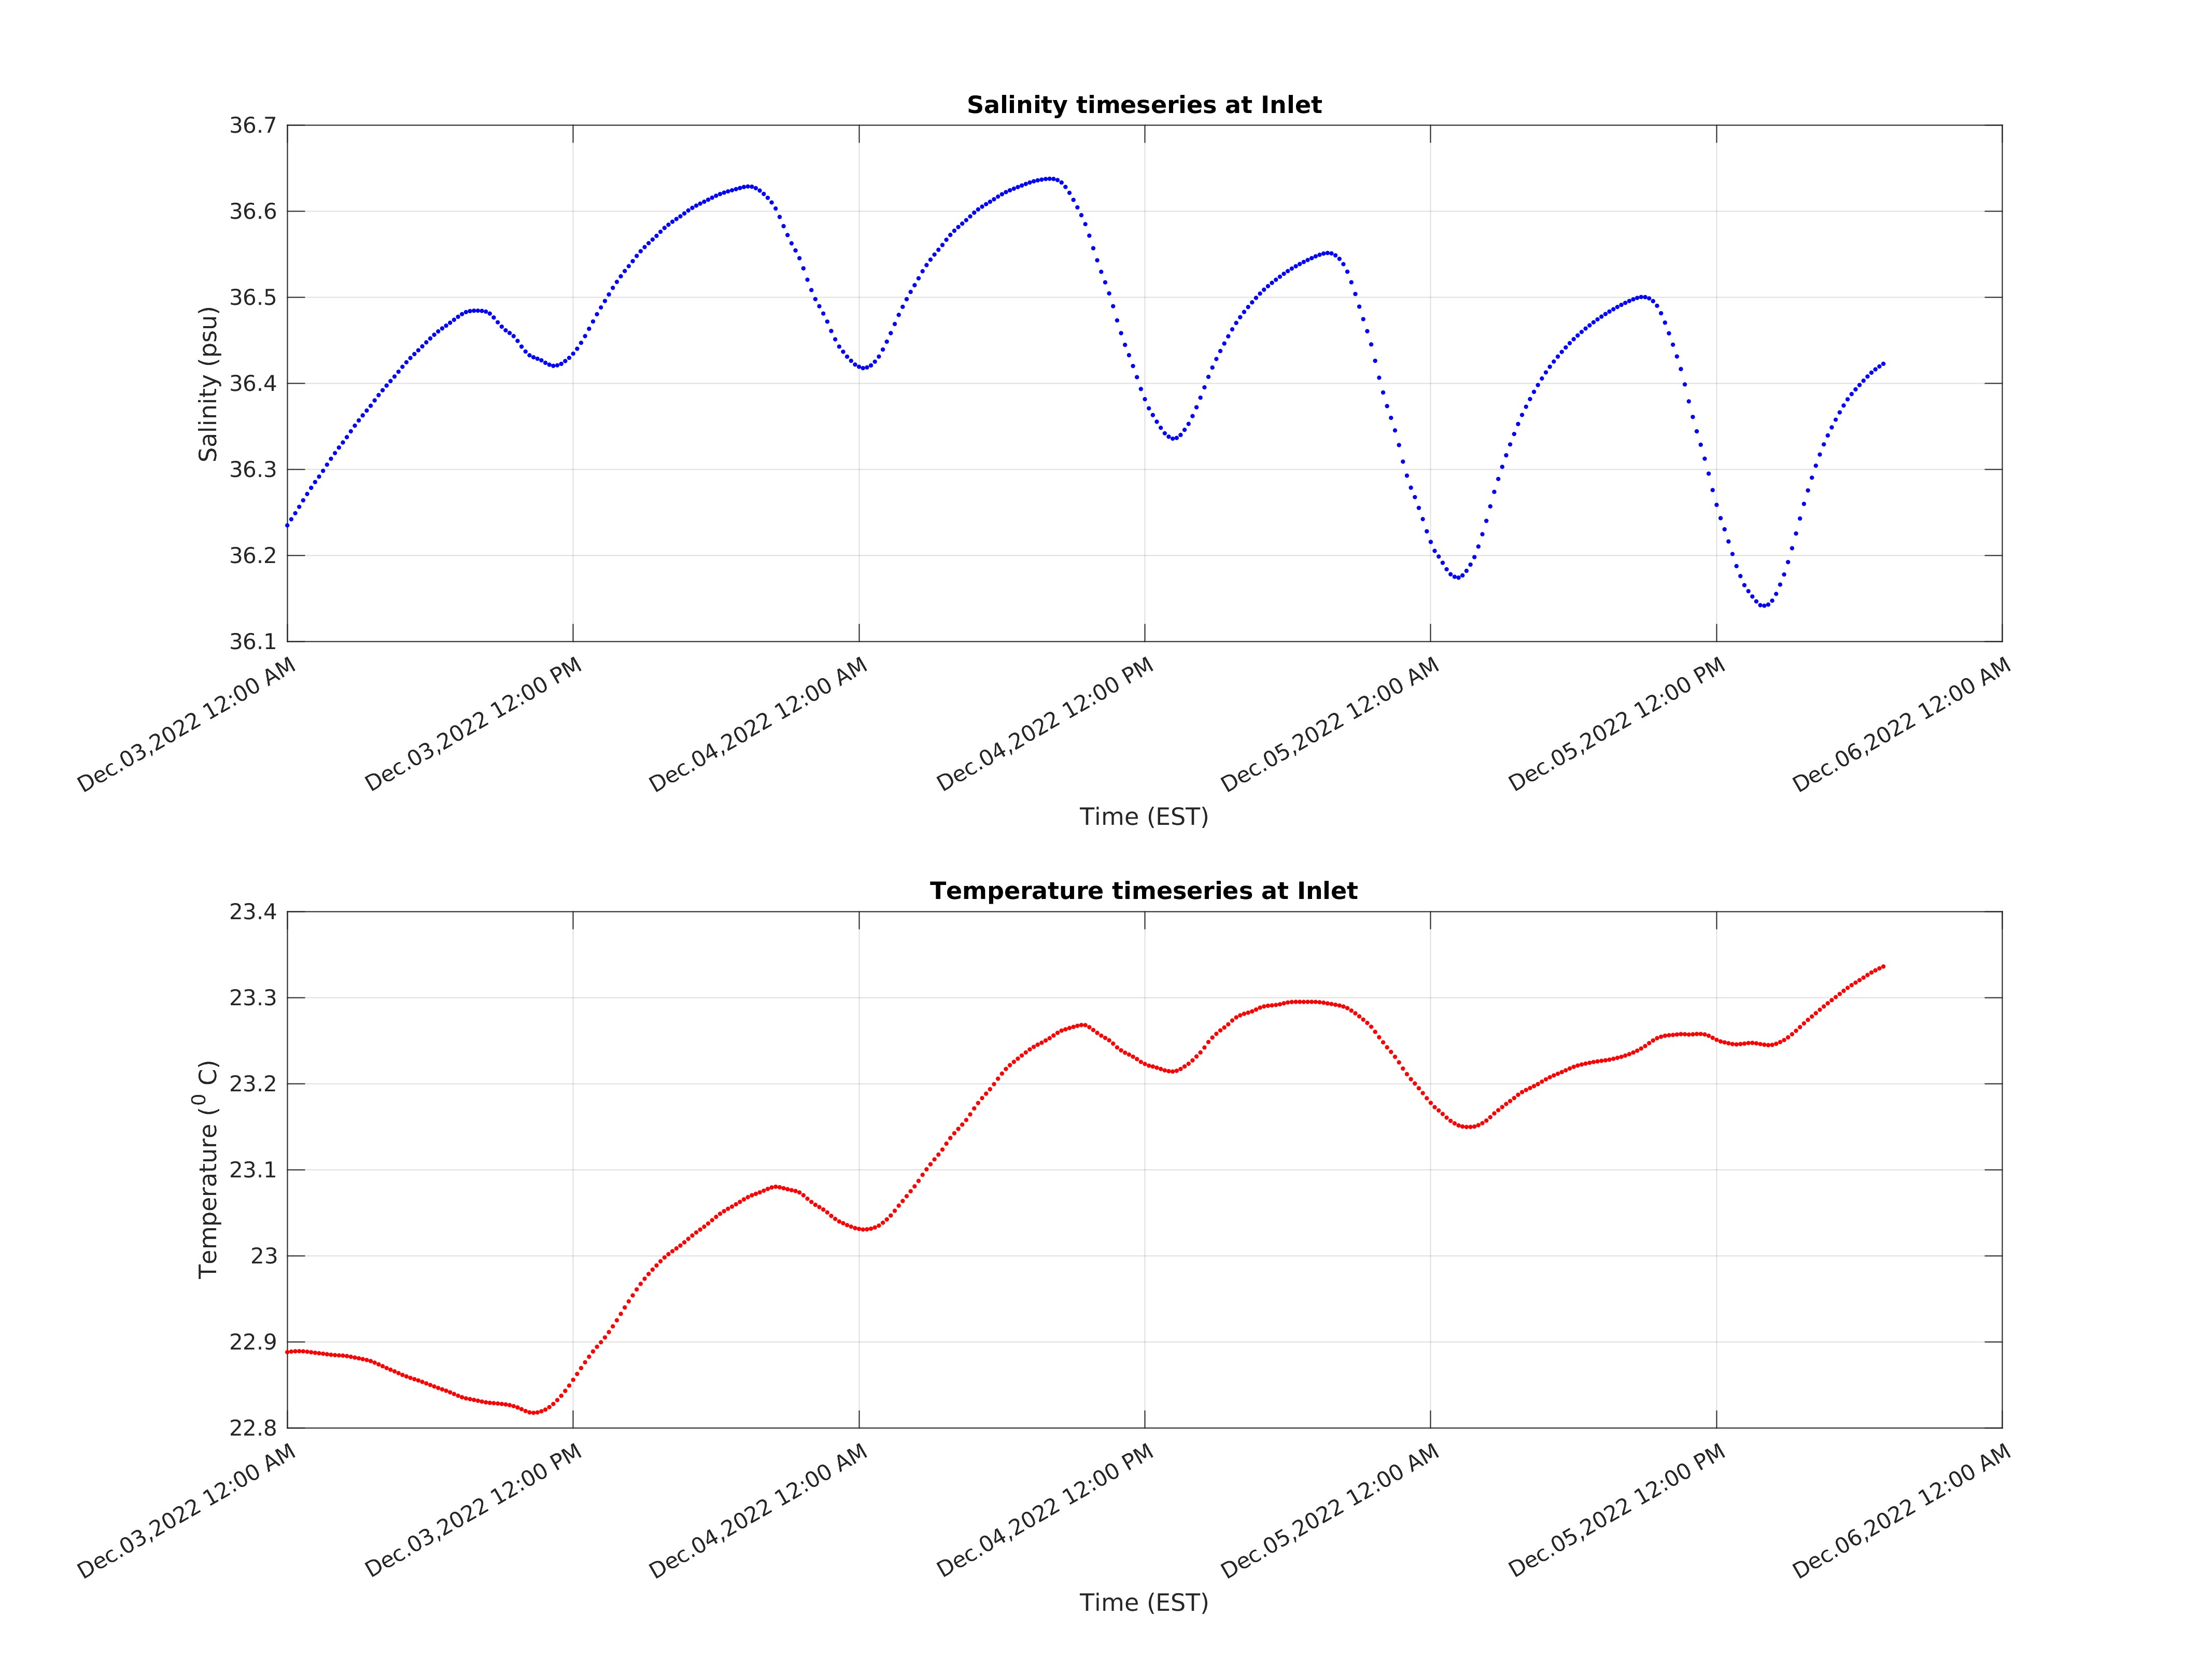 Salinity timeseries at Inlet
36.7
36.6
36.5
36.4
36.3
36.2
36.1
Salinity (psu)
Dec.03,2022 12:00 AM
Dec.03,2022 12:00 PM
Dec.04,2022 12:00 AM
Dec.04,2022 12:00 PM
Dec.05,2022 12:00 AM
Dec.05,2022 12:00 PM
Dec.06,2022 12:00 AM
Time (EST)
Temperature timeseries at Inlet
23.4
23.3
23.2
23.1
23
22.9
22.8
Temperature (⁰ C)
Dec.03,2022 12:00 AM
Dec.03,2022 12:00 PM
Dec.04,2022 12:00 AM
Dec.04,2022 12:00 PM
Dec.05,2022 12:00 AM
Dec.05,2022 12:00 PM
Dec.06,2022 12:00 AM
Time (EST)